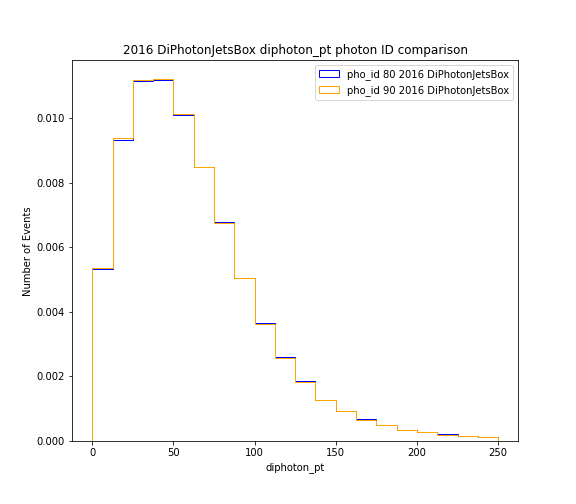 2016 DiPhotonJetsBox diphoton_pt photon ID comparison
pho_id 80 2016 DiPhotonJetsBox
pho_id 90 2016 DiPhotonJetsBox
Number of Events
0.010
0.008
0.006
0.004
0.002
0.000
0 50 100 150 200 250
diphoton_pt